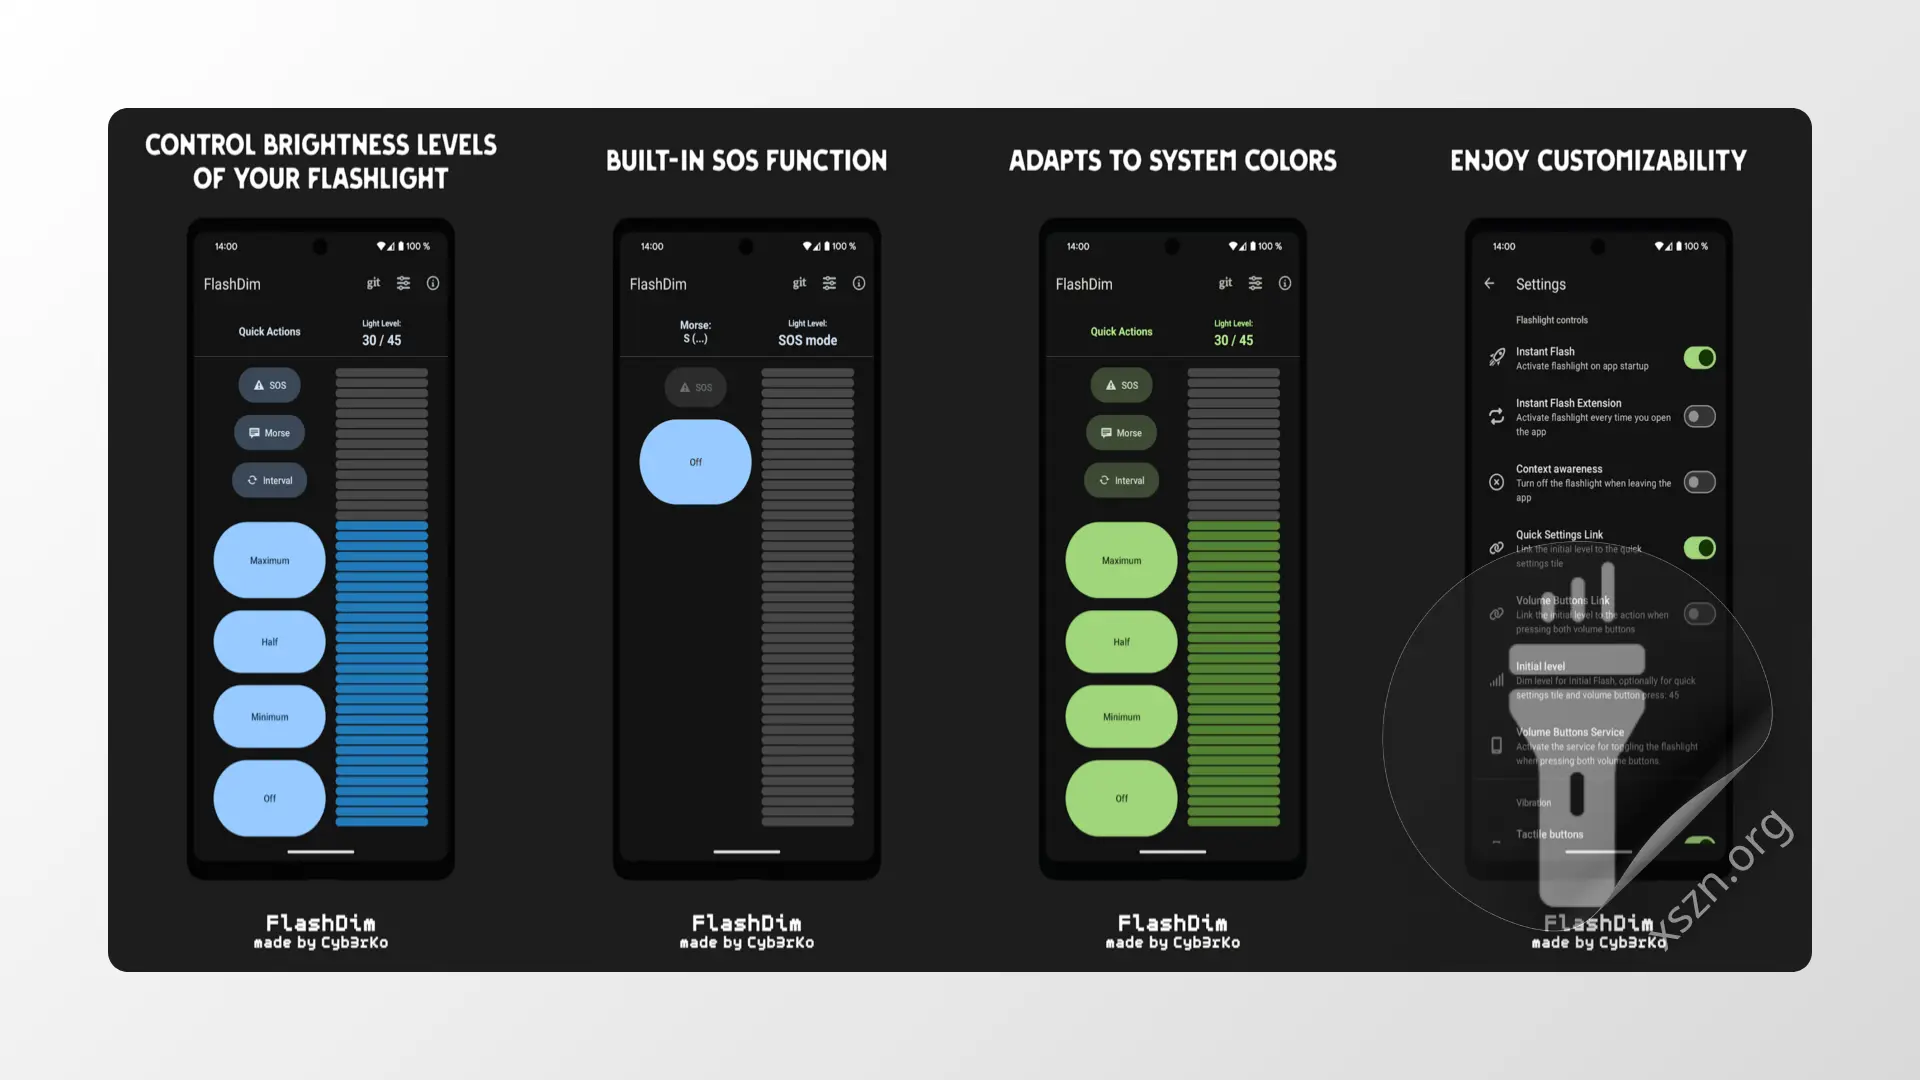 CONTROL BRIGHTNESS LEVELS
OF YOUR FLASHLIGHT
14:00
100 %
FlashDim
git
Quick Actions
Light Level:
30 / 45
SOS
Morse
Interval
Maximum
Half
Minimum
Off
FlashDim
made by Cyb3rKo
BUILT-IN SOS FUNCTION
14:00
100 %
FlashDim
git
Morse:
S (...)
Light Level:
SOS mode
SOS
Off
FlashDim
made by Cyb3rKo
ADAPTS TO SYSTEM COLORS
14:00
100 %
FlashDim
git
Quick Actions
Light Level:
30 / 45
SOS
Morse
Interval
Maximum
Half
Minimum
Off
FlashDim
made by Cyb3rKo
ENJOY CUSTOMIZABILITY
14:00
100 %
Settings
Flashlight controls
Instant Flash
Activate flashlight on app startup
Instant Flash Extension
Activate flashlight every time you open
the app
Context awareness
Turn off the flashlight when leaving the
app
Quick Settings Link
Link the initial level to the quick
settings tile
Volume Buttons Link
Link the initial level to the action when
pressing both volume buttons
Initial level
Dim level for Initial Flash, optionally for quick
settings tile and volume button press: 45
Volume Buttons Service
Activate the service for toggling the flashlight
when pressing both volume buttons.
Vibration
Tactile buttons
FlashDim
made by Cyb3rKo
xszn.org